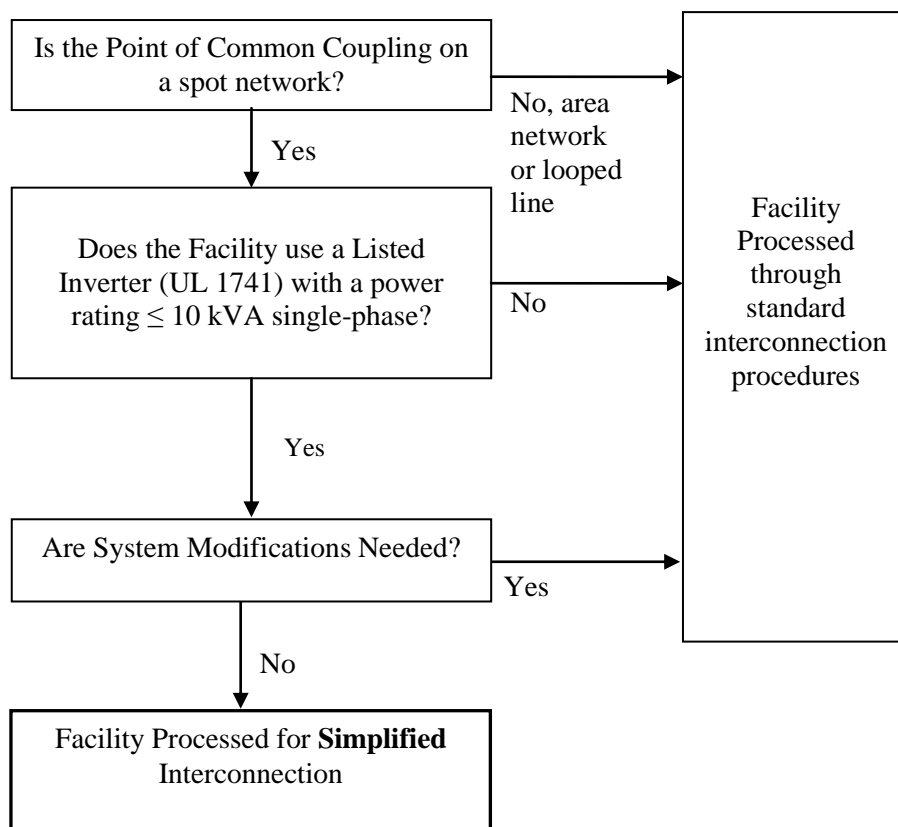 Is the Point of Common Coupling on
a spot network?
No, area
network
or looped
line
Yes
Does the Facility use a Listed
Inverter (UL 1741) with a power
rating ≤ 10 kVA single-phase?
No
Facility
Processed
through
standard
interconnection
procedures
Yes
Are System Modifications Needed?
Yes
No
Facility Processed for Simplified
Interconnection